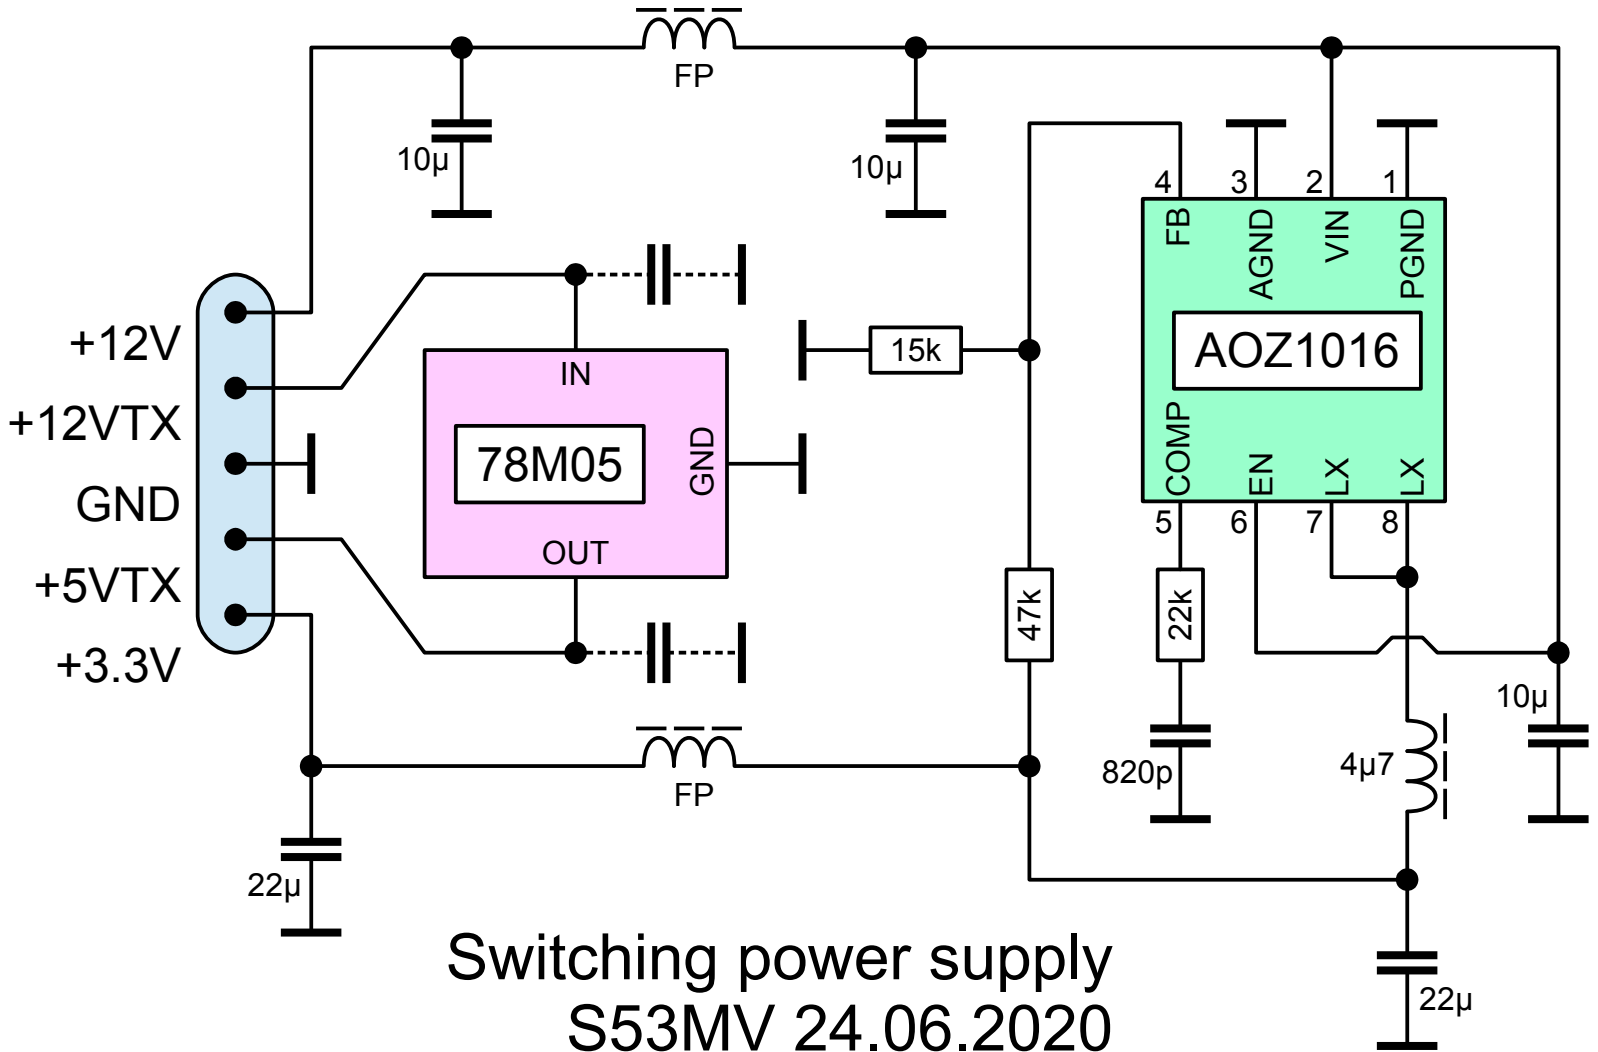 FP
10µ
10µ
4
3
2
1
FB
AGND
VIN
PGND
+12V
+12VTX
GND
+5VTX
+3.3V
IN
78M05
GND
OUT
15k
AOZ1016
COMP
EN
LX
LX
5
6
7
8
47k
22k
10µ
820p
4µ7
FP
22µ
22µ
Switching power supply
S53MV 24.06.2020